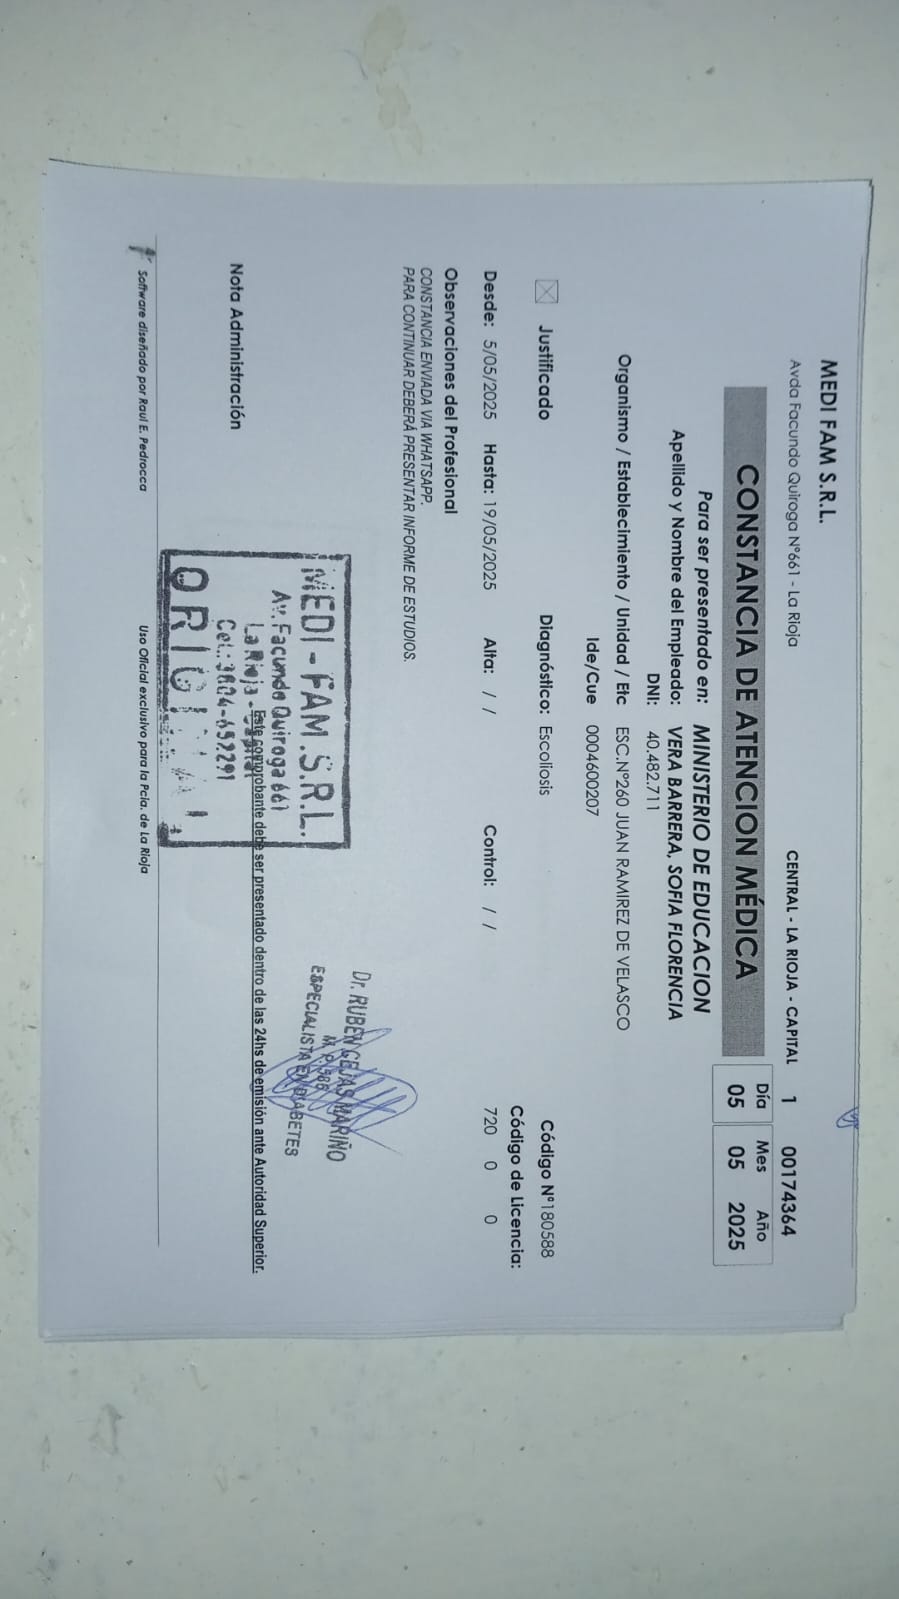 MEDI FAM S.R.L.
Avda Facundo Quiroga N°661 - La Rioja
CENTRAL - LA RIOJA - CAPITAL 1 00174364
CONSTANCIA DE ATENCION MÉDICA
Día Mes Año
05 05 2025
Para ser presentado en: MINISTERIO DE EDUCACION
Apellido y Nombre del Empleado: VERA BARRERA, SOFIA FLORENCIA
DNI: 40.482.711
Organismo / Establecimiento / Unidad / Etc ESC.N°260 JUAN RAMIREZ DE VELASCO
Ide/Cue 0004600207
Justificado Diagnóstico: Escoliosis Código N°180588
Código de Licencia:
Desde: 5/05/2025 Hasta: 19/05/2025 Alta: / / Control: / / 720 0 0
Observaciones del Profesional
CONSTANCIA ENVIADA VIA WHATSAPP.
PARA CONTINUAR DEBERÁ PRESENTAR INFORME DE ESTUDIOS.
MEDI - FAM.S.R.L.
Av. Facundo Quiroga 661
La Rioja - Capital
Cel.: 3804-652291
ORIGINAL
Dr. RUBEN CEJAS MARIÑO
M.P. 586
ESPECIALISTA EN DIABETES
Este comprobante debe ser presentado dentro de las 24hs de emisión ante Autoridad Superior.
Nota Administración
Software diseñado por Raul E. Pedrocca Uso Oficial exclusivo para la Pcia. de La Rioja